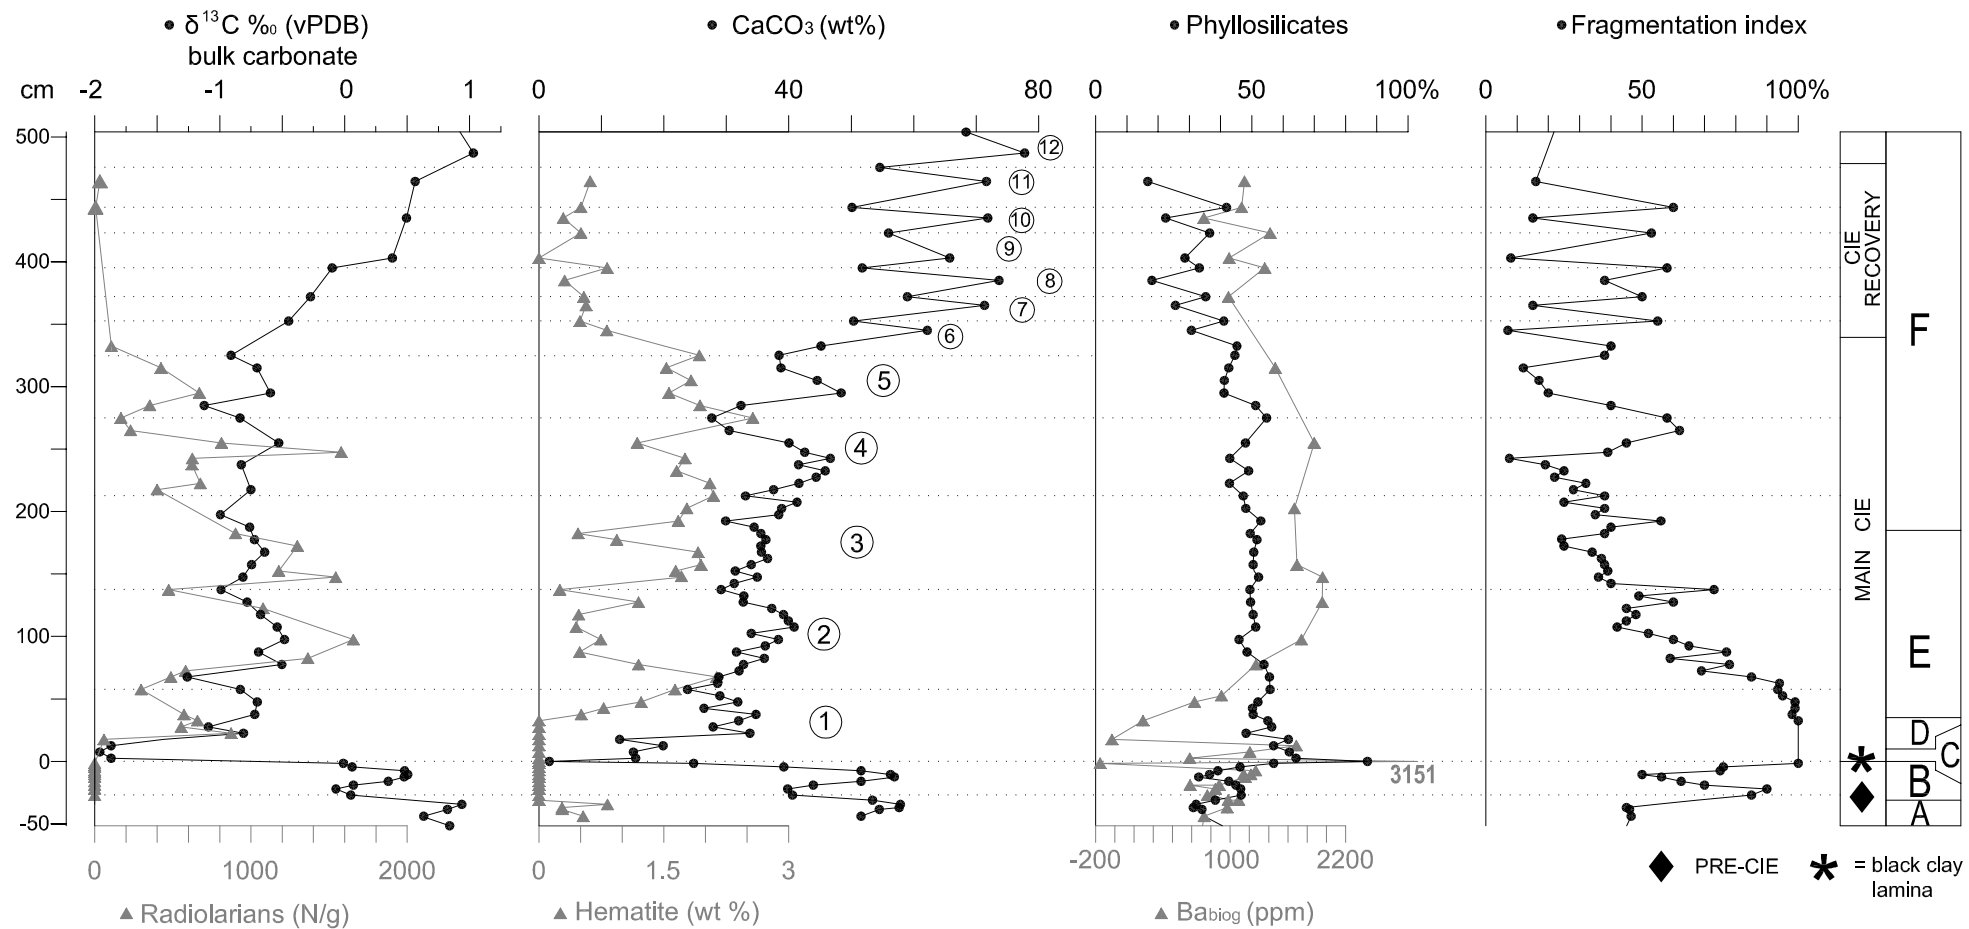 δ13C ‰ (vPDB)
bulk carbonate
CaCO3 (wt%)
Phyllosilicates
Fragmentation index
cm
-2 -1 0 1
0 40 80
0 50 100%
0 50 100%
500
400
300
200
100
0
-50
12
11
10
9
8
7
6
5
4
3
2
1
3151
CIE
RECOVERY
MAIN CIE
F
E
D
C
B
A
0 1000 2000
0 1.5 3
-200 1000 2200
Radiolarians (N/g)
Hematite (wt %)
Babiog (ppm)
PRE-CIE
* = black clay
lamina